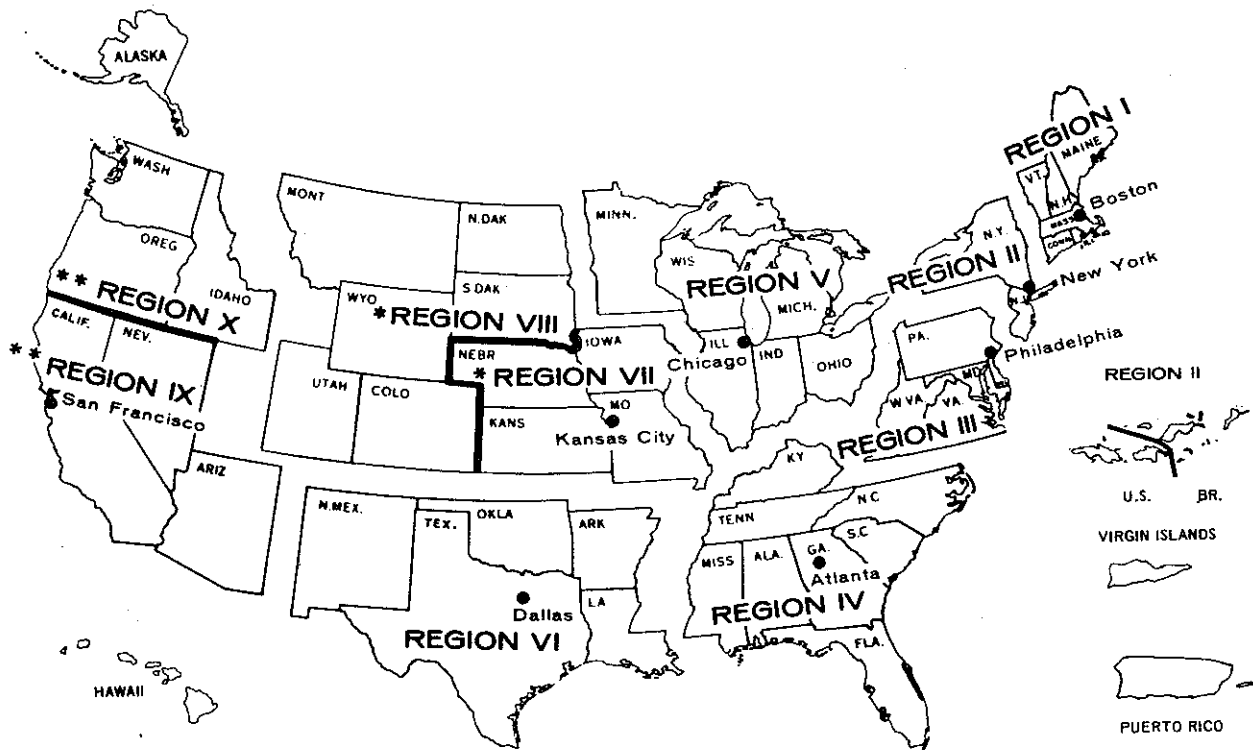 ALASKA
REGION I
MAINE
VT.
N.H.
Boston
MASS
CONN.
WASH
MONT
N.DAK
MINN.
OREG
N.Y.
WIS
REGION II
New York
N.J.
** REGION X
IDAHO
WYO
S.DAK
REGION V
MICH.
*REGION VIII
CALIF.
NEV.
NEBR
IOWA
ILL
Chicago
IND
OHIO
PA.
Philadelphia
**
REGION IX
San Francisco
UTAH
COLO
* REGION VII
MD
W.VA.
VA.
REGION II
KANS
MO
Kansas City
REGION III
KY
ARIZ
N.MEX.
TEX.
OKLA
ARK
TENN
N C
S.C
U.S. BR.
VIRGIN ISLANDS
MISS
ALA.
GA.
Atlanta
Dallas
LA
REGION IV
REGION VI
FLA.
4
HAWAII
PUERTO RICO